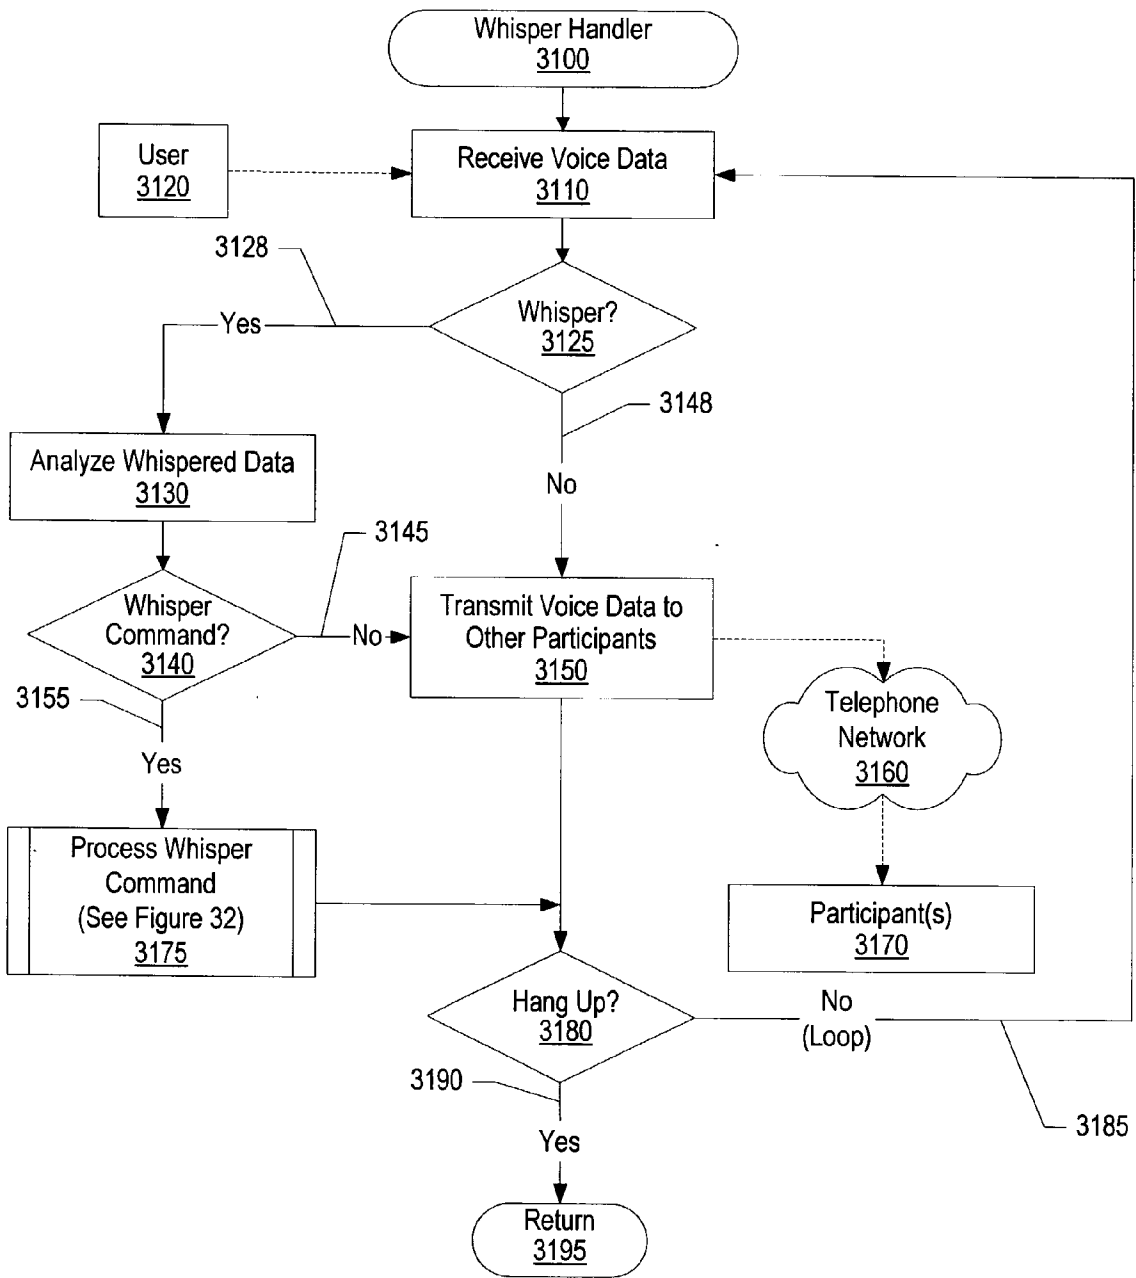 Whisper Handler
3100
User
3120
Receive Voice Data
3110
3128
Yes
Whisper?
3125
3148
No
Analyze Whispered Data
3130
3145
Whisper
Command?
3140
No
Transmit Voice Data to
Other Participants
3150
3155
Yes
Telephone
Network
3160
Process Whisper
Command
(See Figure 32)
3175
Participant(s)
3170
Hang Up?
3180
No
(Loop)
3185
3190
Yes
Return
3195